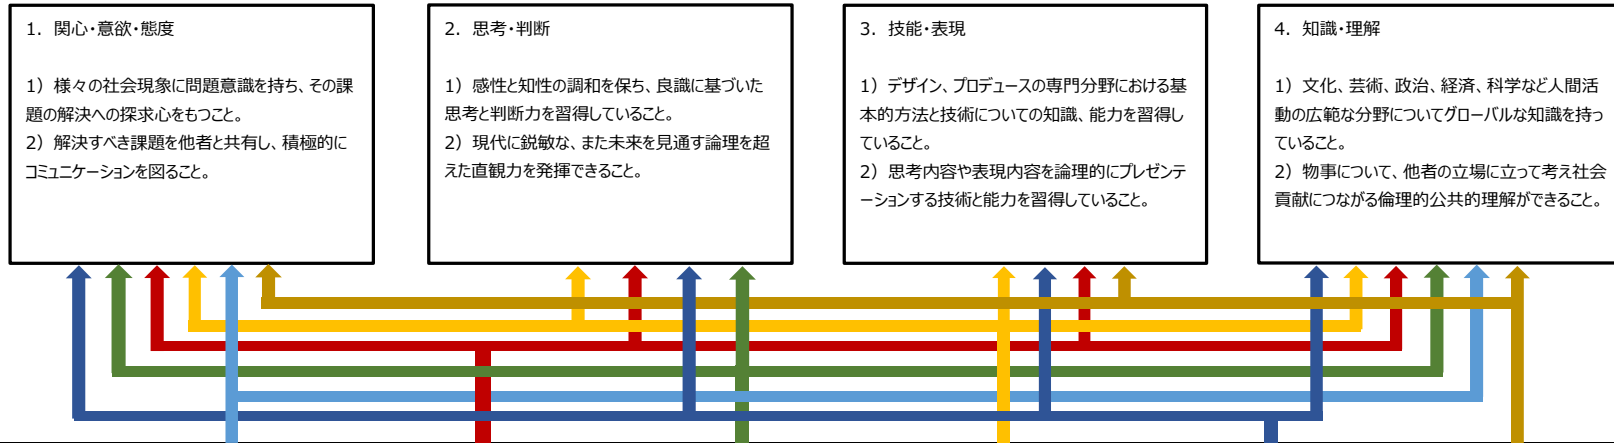 1．関心・意欲・態度
1）様々の社会現象に問題意識を持ち、その課
題の解決への探求心をもつこと。
2）解決すべき課題を他者と共有し、積極的に
コミュニケーションを図ること。
2．思考・判断
1）感性と知性の調和を保ち、良識に基づいた
思考と判断力を習得していること。
2）現代に鋭敏な、また未来を見通す論理を超
えた直観力を発揮できること。
3．技能・表現
1）デザイン、プロデュースの専門分野における基
本的方法と技術についての知識、能力を習得し
ていること。
2）思考内容や表現内容を論理的にプレゼンテ
ーションする技術と能力を習得していること。
4．知識・理解
1）文化、芸術、政治、経済、科学など人間活
動の広範な分野についてグローバルな知識を持っ
ていること。
2）物事について、他者の立場に立って考え社会
貢献につながる倫理的公共的理解ができること。